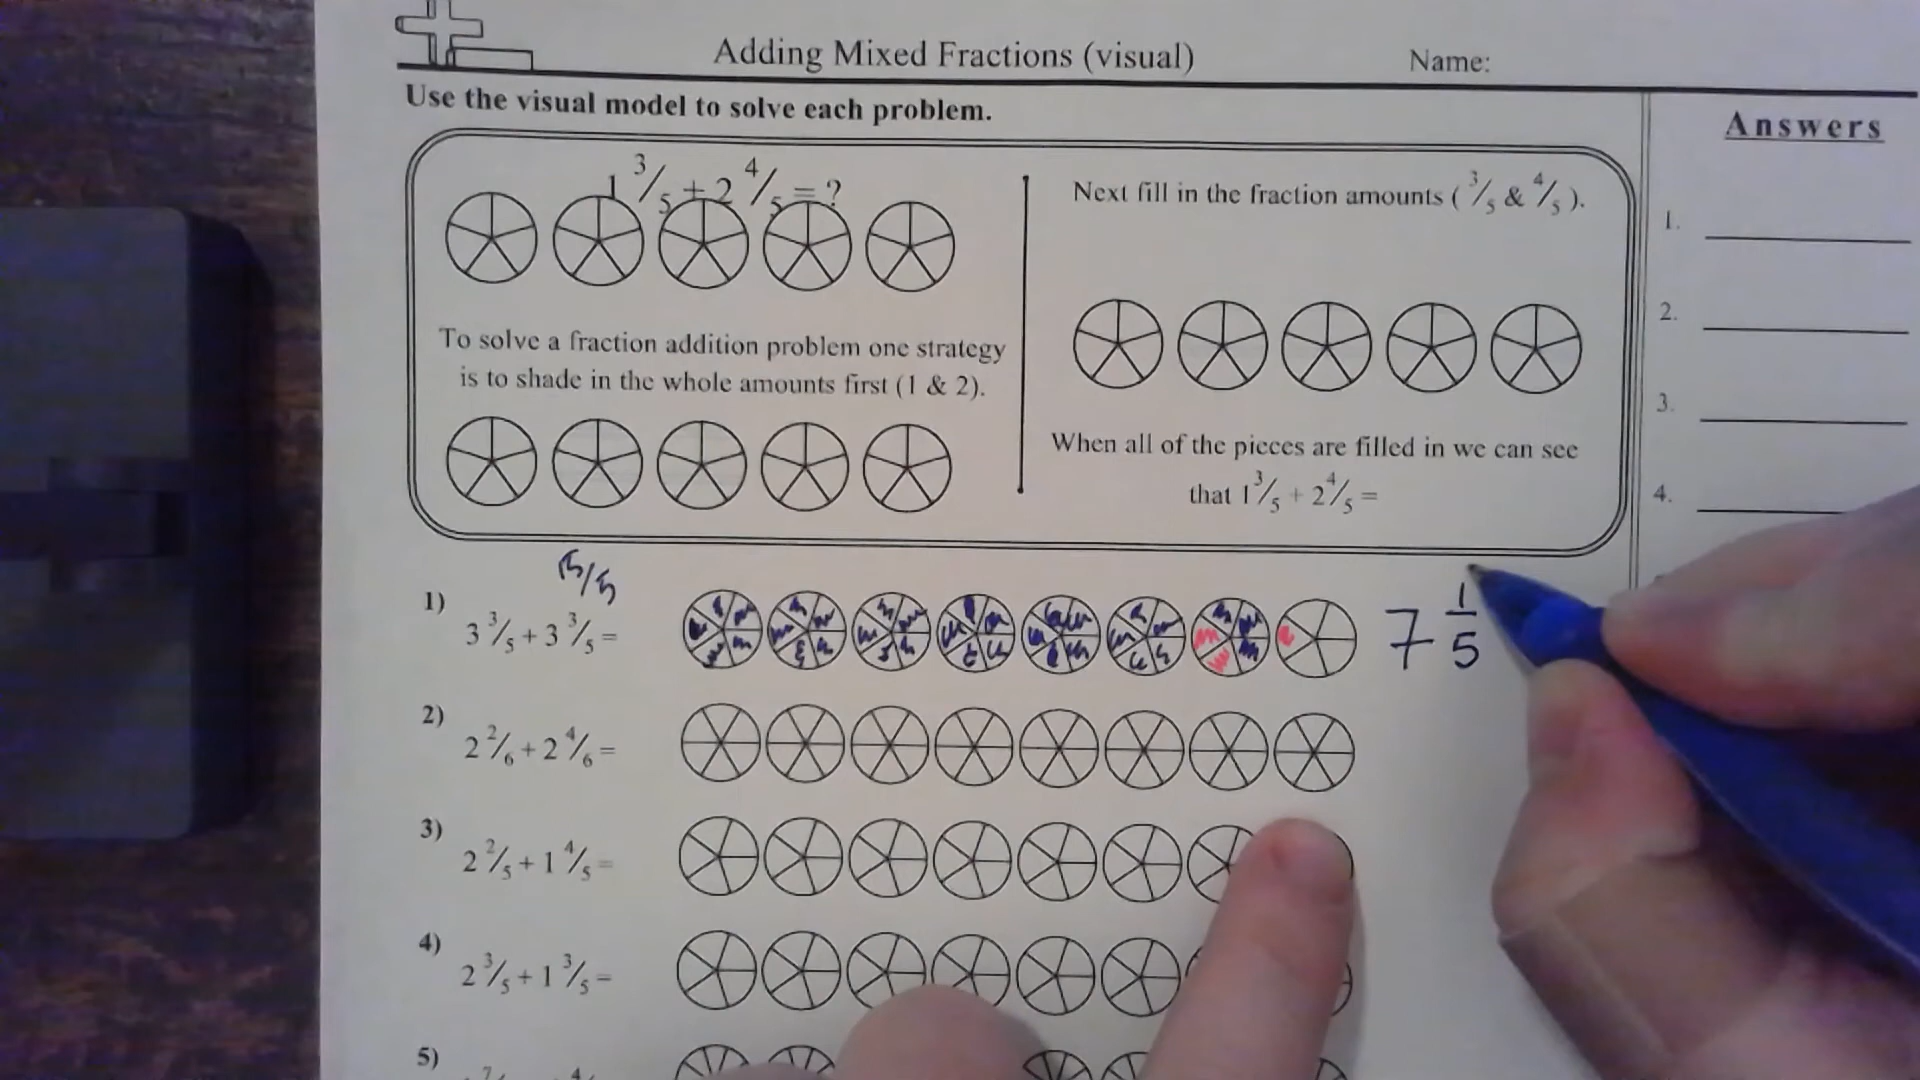 Adding Mixed Fractions (visual)
Name:
Use the visual model to solve each problem.
Answers
1 3/5 + 2 4/5 = ?
To solve a fraction addition problem one strategy
is to shade in the whole amounts first (1 & 2).
Next fill in the fraction amounts ( 3/5 & 4/5 ).
When all of the pieces are filled in we can see
that 1 3/5 + 2 4/5 =
1.
2.
3.
4.
5/5
1) 3 3/5 + 3 3/5 = 7 1/5
2) 2 2/6 + 2 4/6 =
3) 2 2/5 + 1 4/5 =
4) 2 3/5 + 1 3/5 =
5)